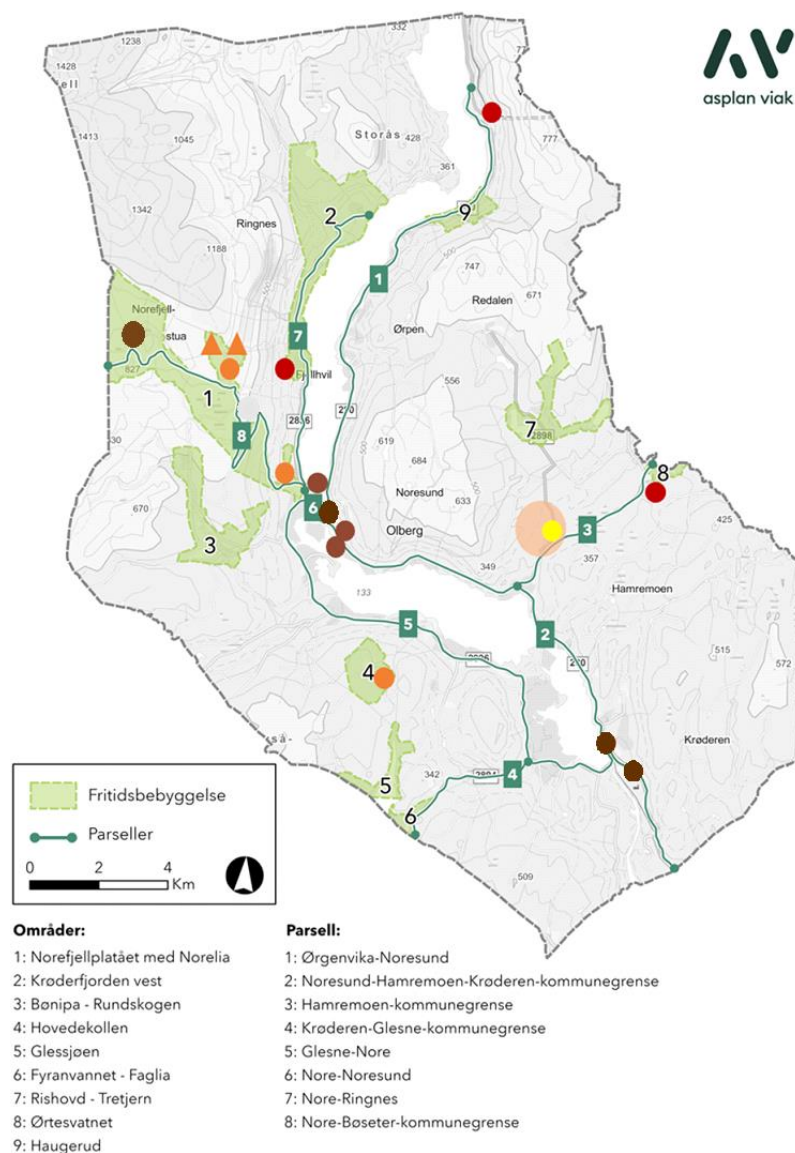 asplan viak
1238
332
1428
1413
1045
Storås
428
777
361
1342
Ringnes
2
9
1188
500
1
747
Redalen
671
Norefjell-
stua
7
Ørpen
827
Fjellhvil
556
1
8
2836
619
7
2898
684
500
8
670
Noresund
633
6
3
Olberg
3
425
349
357
133
Hamremoen
5
2
515
4
572
Krøderen
342
5
4
6
509
Fritidsbebyggelse
Parseller
0 2 4
Km
Områder:
1: Norefjellplatået med Norelia
2: Krøderfjorden vest
3: Bønipa - Rundskogen
4: Hovedekollen
5: Glessjøen
6: Fyranvannet - Faglia
7: Rishovd - Tretjern
8: Ørtesvatnet
9: Haugerud
Parsell:
1: Ørgenvika-Noresund
2: Noresund-Hamremoen-Krøderen-kommunegrense
3: Hamremoen-kommunegrense
4: Krøderen-Glesne-kommunegrense
5: Glesne-Nore
6: Nore-Noresund
7: Nore-Ringnes
8: Nore-Bøseter-kommunegrense